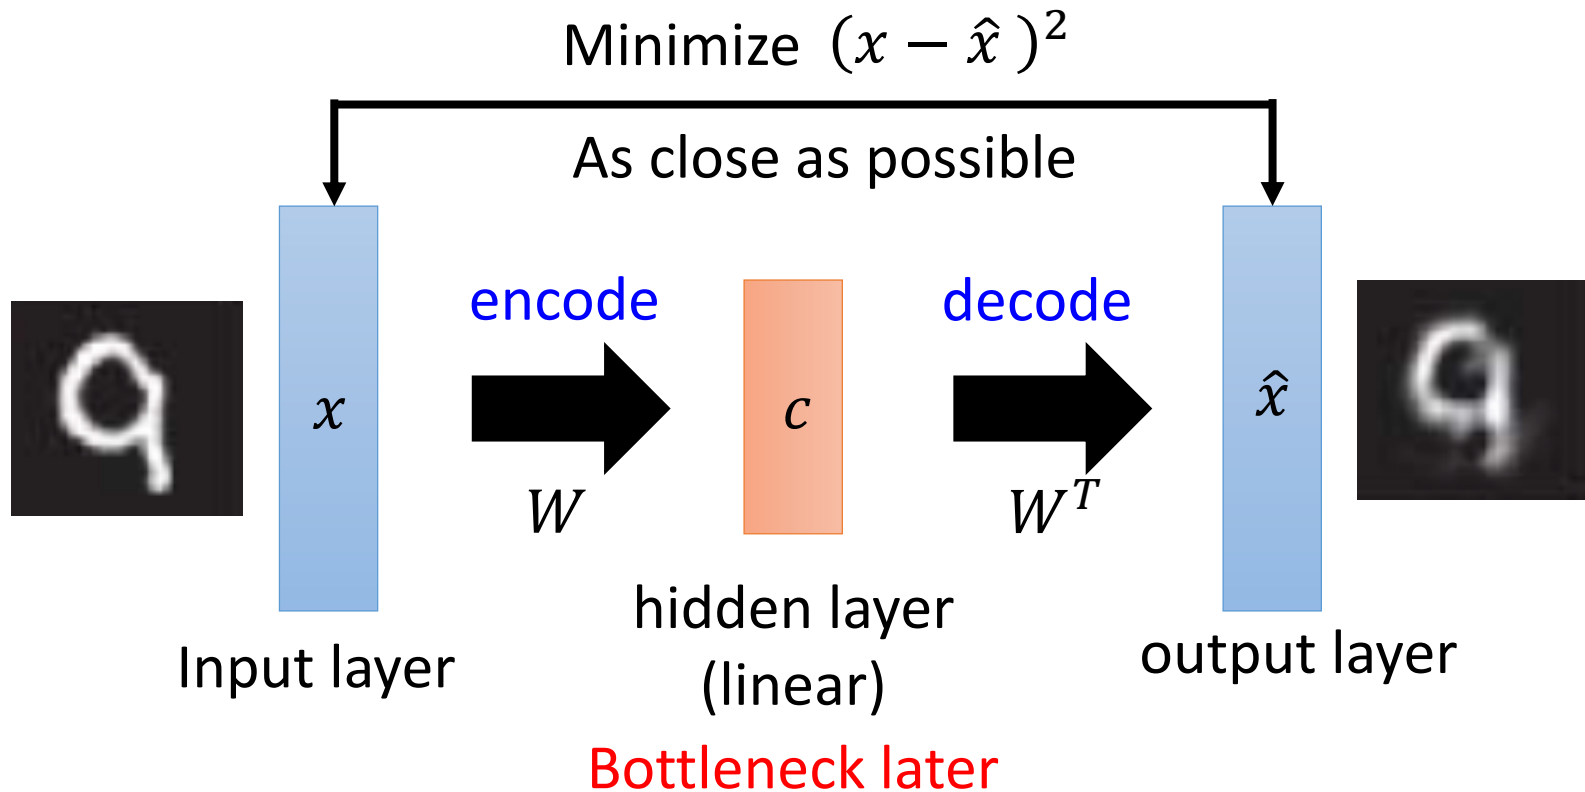 Minimize (x − x̂)²
As close as possible
encode
decode
x
c
x̂
W
Wᵀ
hidden layer
(linear)
Input layer
output layer
Bottleneck later